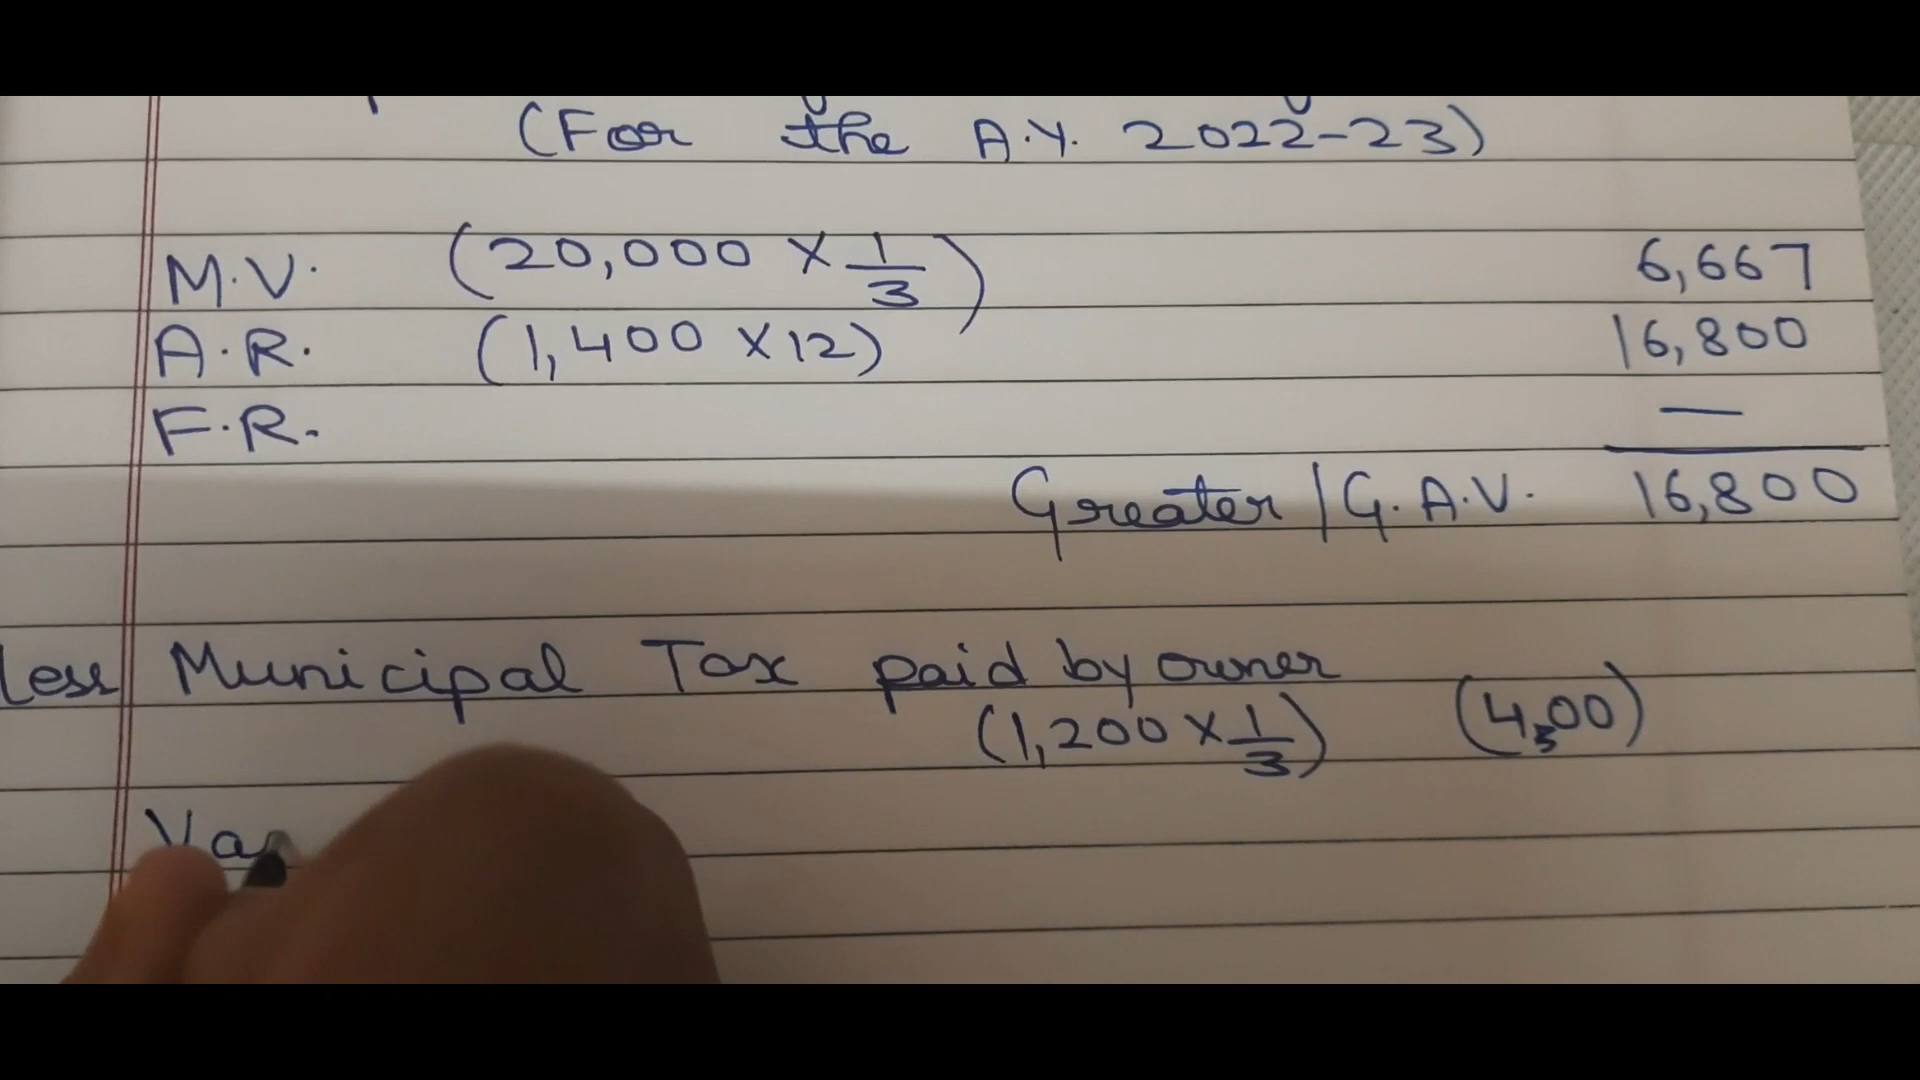 (For the A.Y. 2022-23)
M.V. (20,000 × 1/3) 6,667
A.R. (1,400 × 12) 16,800
F.R. —
Greater / G.A.V. 16,800
Less Municipal Tax paid by owner
(1,200 × 1/3) (400)